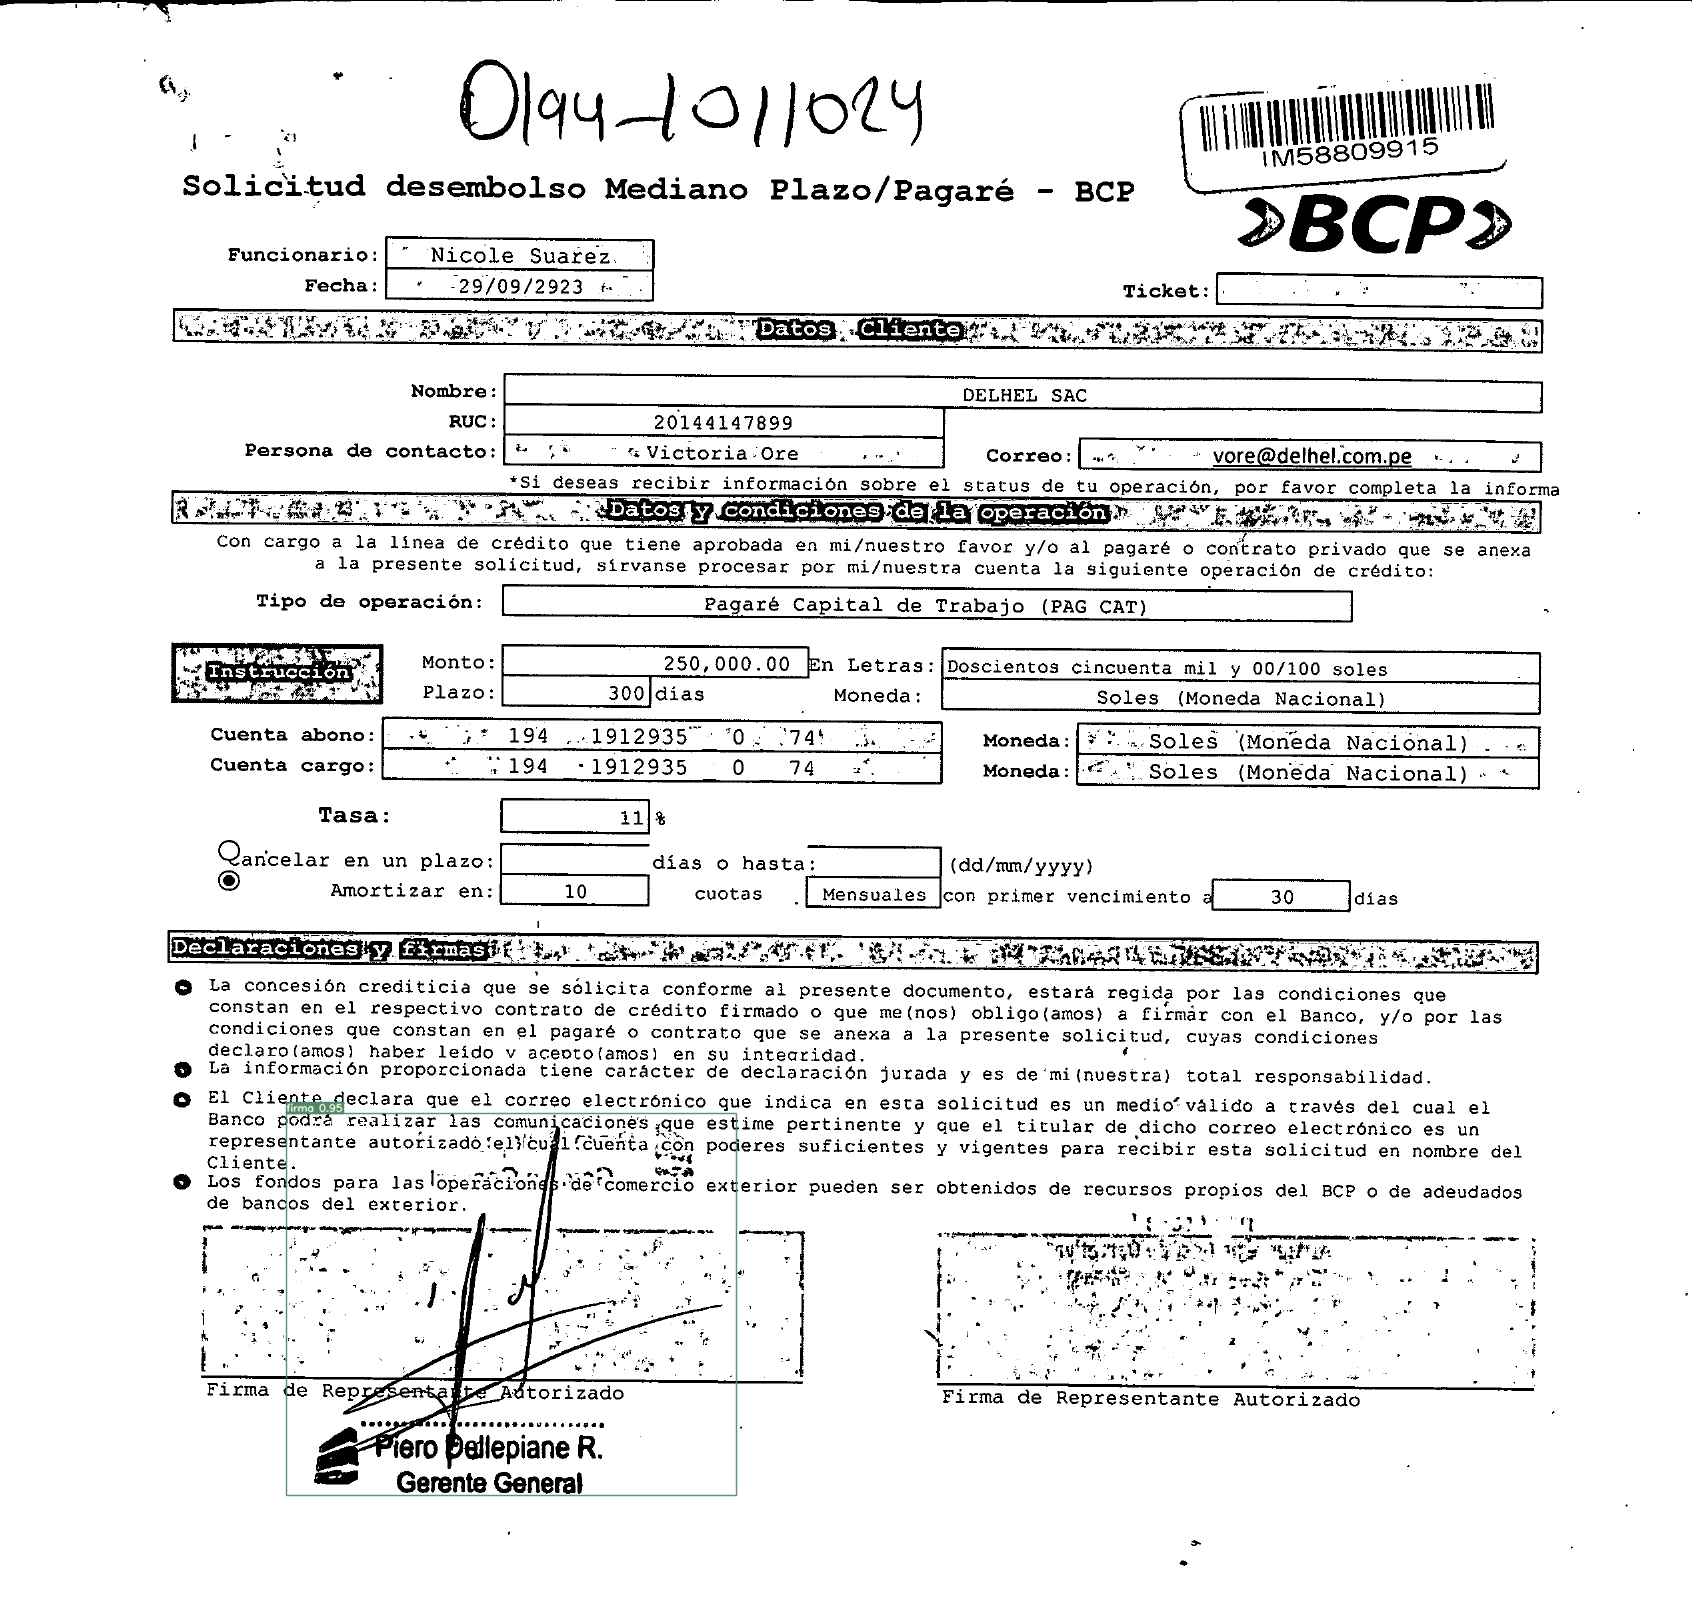 0194-1011024
IM58809915
Solicitud desembolso Mediano Plazo/Pagaré - BCP
BCP
Funcionario: Nicole Suarez
Fecha: 29/09/2923
Ticket:
Datos Cliente
Nombre: DELHEL SAC
RUC: 20144147899
Persona de contacto: Victoria Ore Correo: vore@delhel.com.pe
*Si deseas recibir información sobre el status de tu operación, por favor completa la informa
Datos y condiciones de la operación
Con cargo a la línea de crédito que tiene aprobada en mi/nuestro favor y/o al pagaré o contrato privado que se anexa
a la presente solicitud, sírvanse procesar por mi/nuestra cuenta la siguiente operación de crédito:
Tipo de operación: Pagaré Capital de Trabajo (PAG CAT)
Instrucción
Monto: 250,000.00 En Letras: Doscientos cincuenta mil y 00/100 soles
Plazo: 300 días Moneda: Soles (Moneda Nacional)
Cuenta abono: 194 1912935 0 74 Moneda: Soles (Moneda Nacional)
Cuenta cargo: 194 1912935 0 74 Moneda: Soles (Moneda Nacional)
Tasa: 11 %
Cancelar en un plazo: días o hasta: (dd/mm/yyyy)
Amortizar en: 10 cuotas Mensuales con primer vencimiento a 30 días
Declaraciones y firmas
La concesión crediticia que se solicita conforme al presente documento, estará regida por las condiciones que
constan en el respectivo contrato de crédito firmado o que me(nos) obligo(amos) a firmar con el Banco, y/o por las
condiciones que constan en el pagaré o contrato que se anexa a la presente solicitud, cuyas condiciones
declaro(amos) haber leído y acepto(amos) en su integridad.
La información proporcionada tiene carácter de declaración jurada y es de mi(nuestra) total responsabilidad.
El Cliente declara que el correo electrónico que indica en esta solicitud es un medio válido a través del cual el
firma 0.95
Banco podrá realizar las comunicaciones que estime pertinente y que el titular de dicho correo electrónico es un
representante autorizado el cual cuenta con poderes suficientes y vigentes para recibir esta solicitud en nombre del
Cliente.
Los fondos para las operaciones de comercio exterior pueden ser obtenidos de recursos propios del BCP o de adeudados
de bancos del exterior.
Firma de Representante Autorizado
Firma de Representante Autorizado
Piero Dellepiane R.
Gerente General